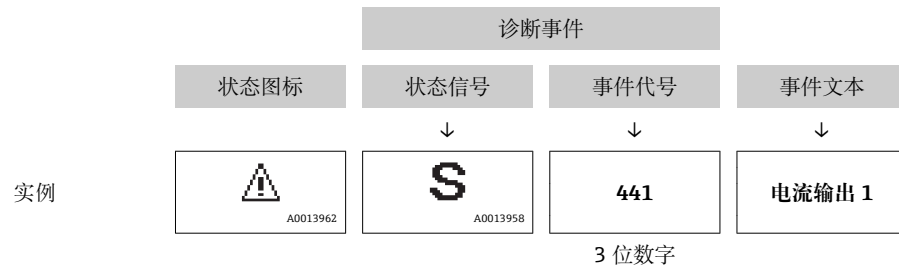 诊断事件
状态图标 状态信号 事件代号 事件文本
↓ ↓ ↓
实例 S 441 电流输出 1
A0013962 A0013958
3 位数字